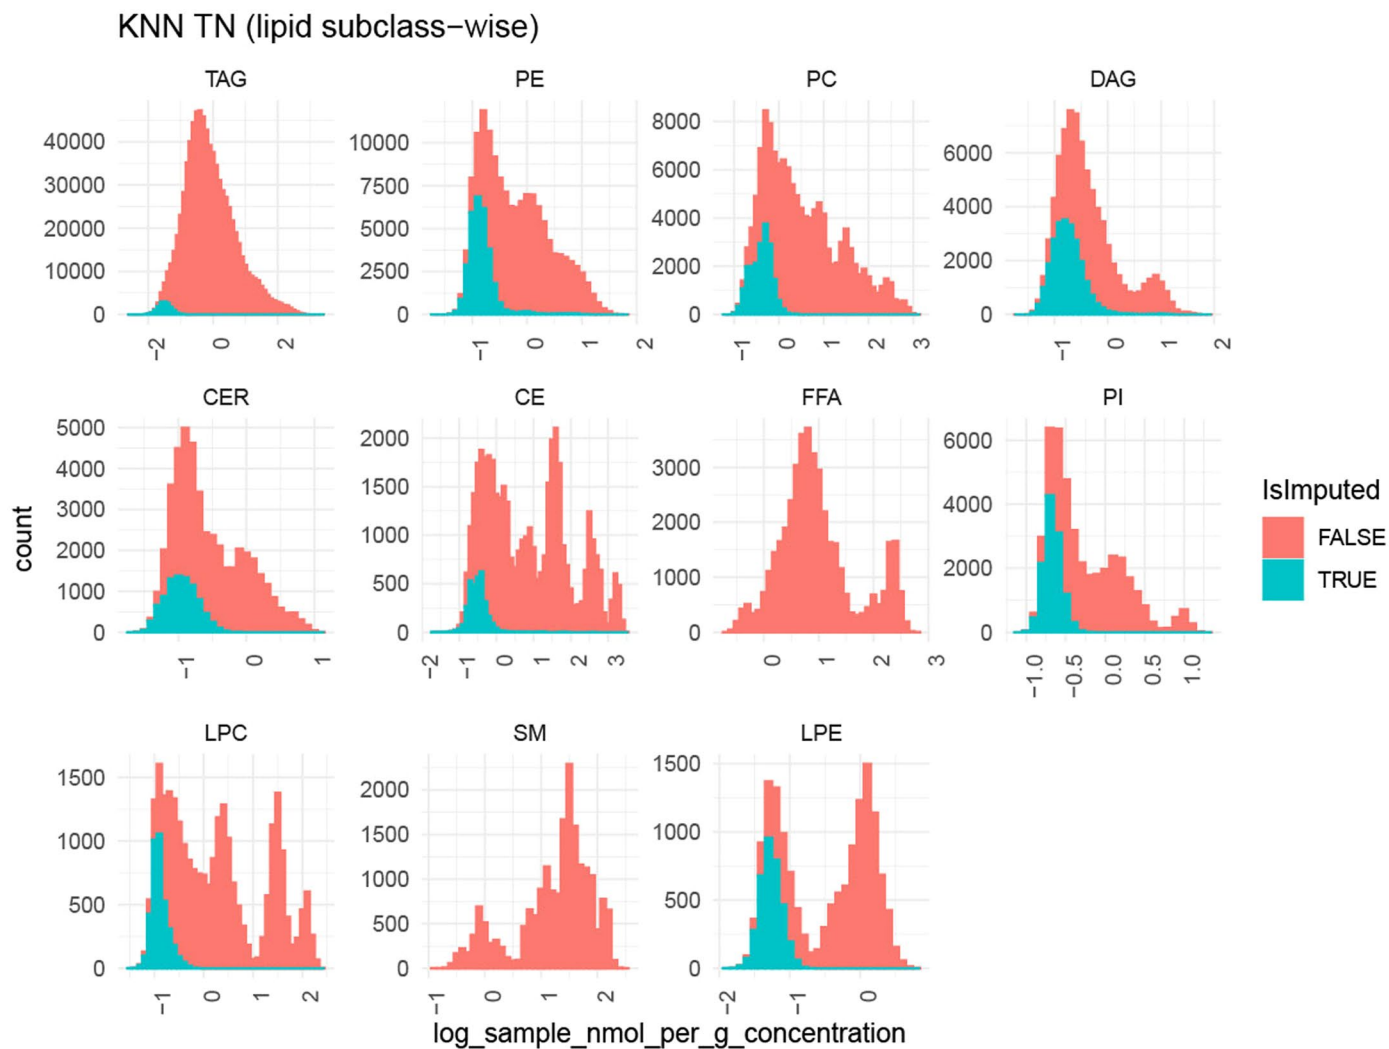 KNN TN (lipid subclass−wise)
TAG PE PC DAG
40000 30000 20000 10000 0
10000 7500 5000 2500 0
8000 6000 4000 2000 0
6000 4000 2000 0
−2 0 2
−1 0 1 2
−1 0 1 2 3
−1 0 1 2
CER CE FFA PI
5000 4000 3000 2000 1000 0
2000 1500 1000 500 0
3000 2000 1000 0
6000 4000 2000 0
−1 0 1
−2 −1 0 1 2 3
0 1 2 3
−1.0 −0.5 0.0 0.5 1.0
count
IsImputed
FALSE
TRUE
LPC SM LPE
1500 1000 500 0
2000 1500 1000 500 0
1500 1000 500 0
−1 0 1 2
−1 0 1 2
−2 −1 0
log_sample_nmol_per_g_concentration